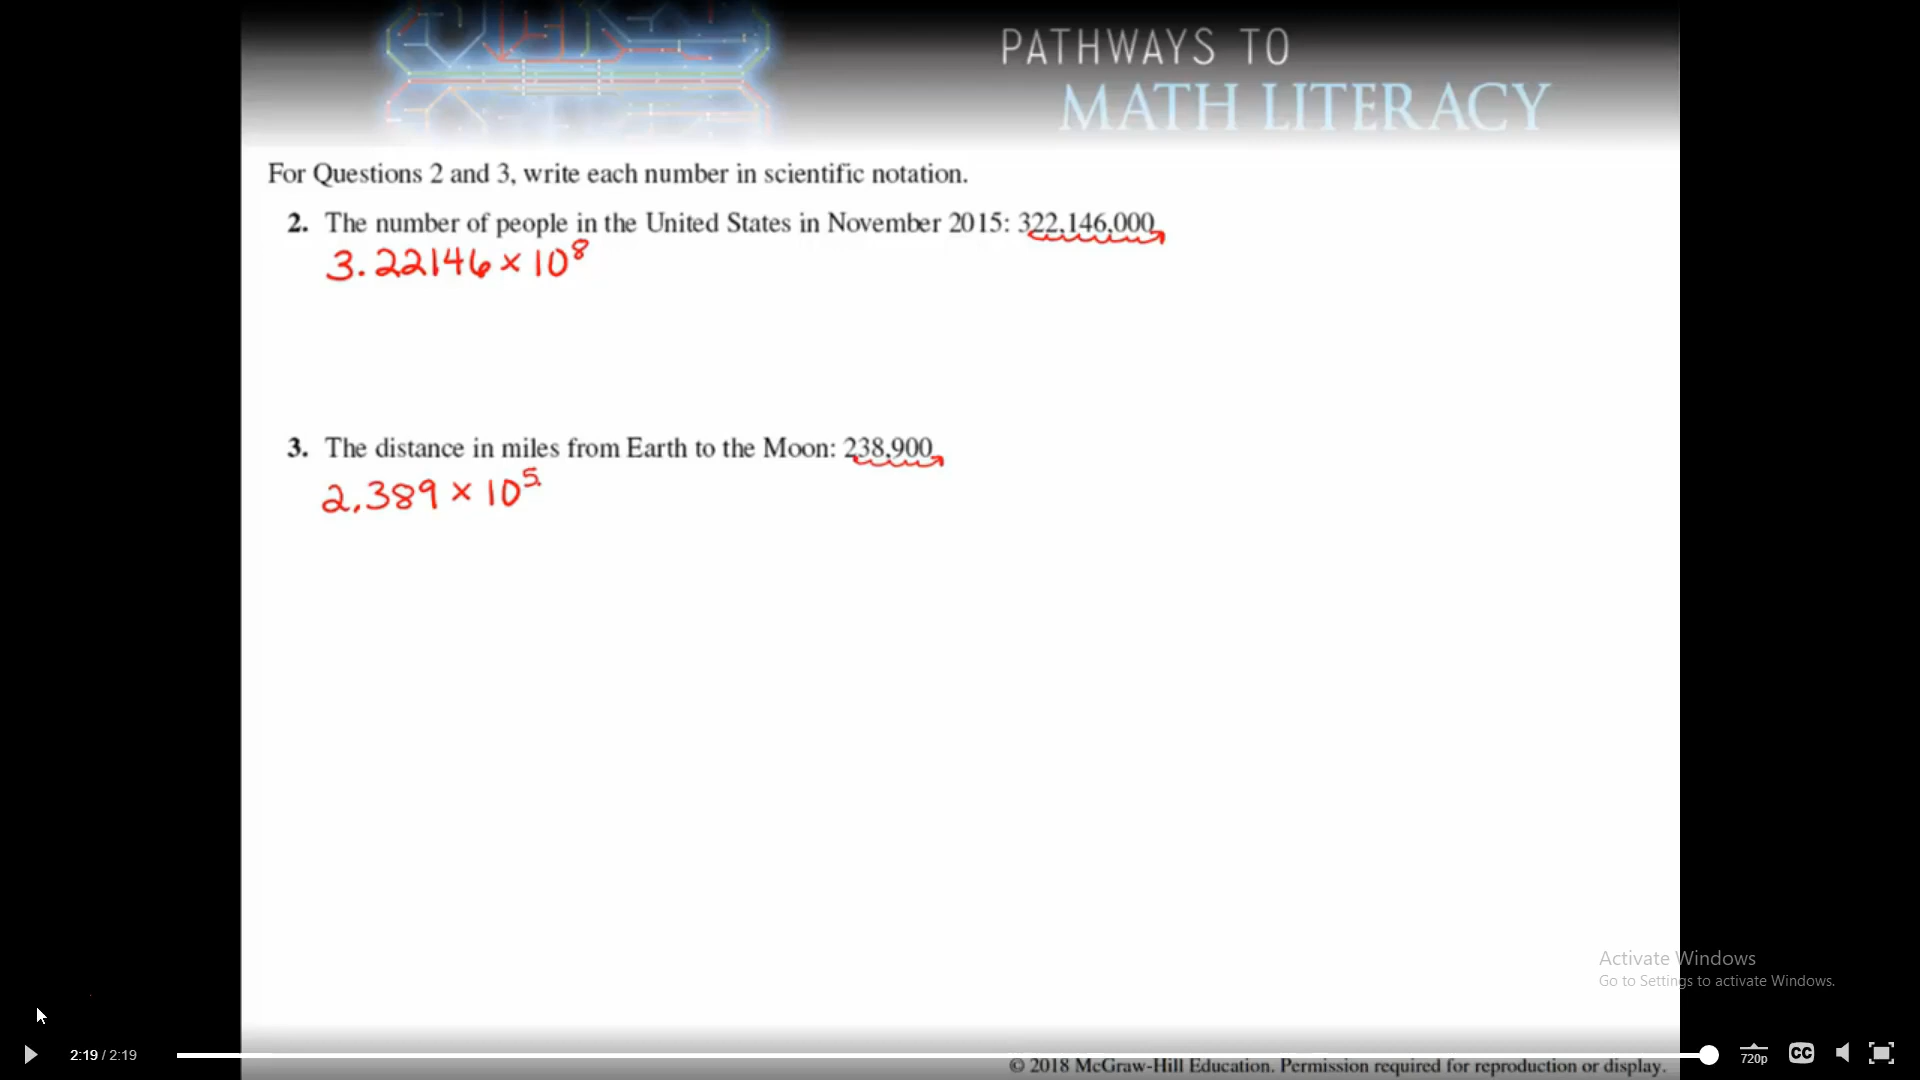 PATHWAYS TO
MATH LITERACY
For Questions 2 and 3, write each number in scientific notation.
2. The number of people in the United States in November 2015: 322,146,000
3.22146 × 10⁸
3. The distance in miles from Earth to the Moon: 238,900
2.389 × 10⁵
Activate Windows
Go to Settings to activate Windows.
2:19 / 2:19
720p
CC
© 2018 McGraw-Hill Education. Permission required for reproduction or display.